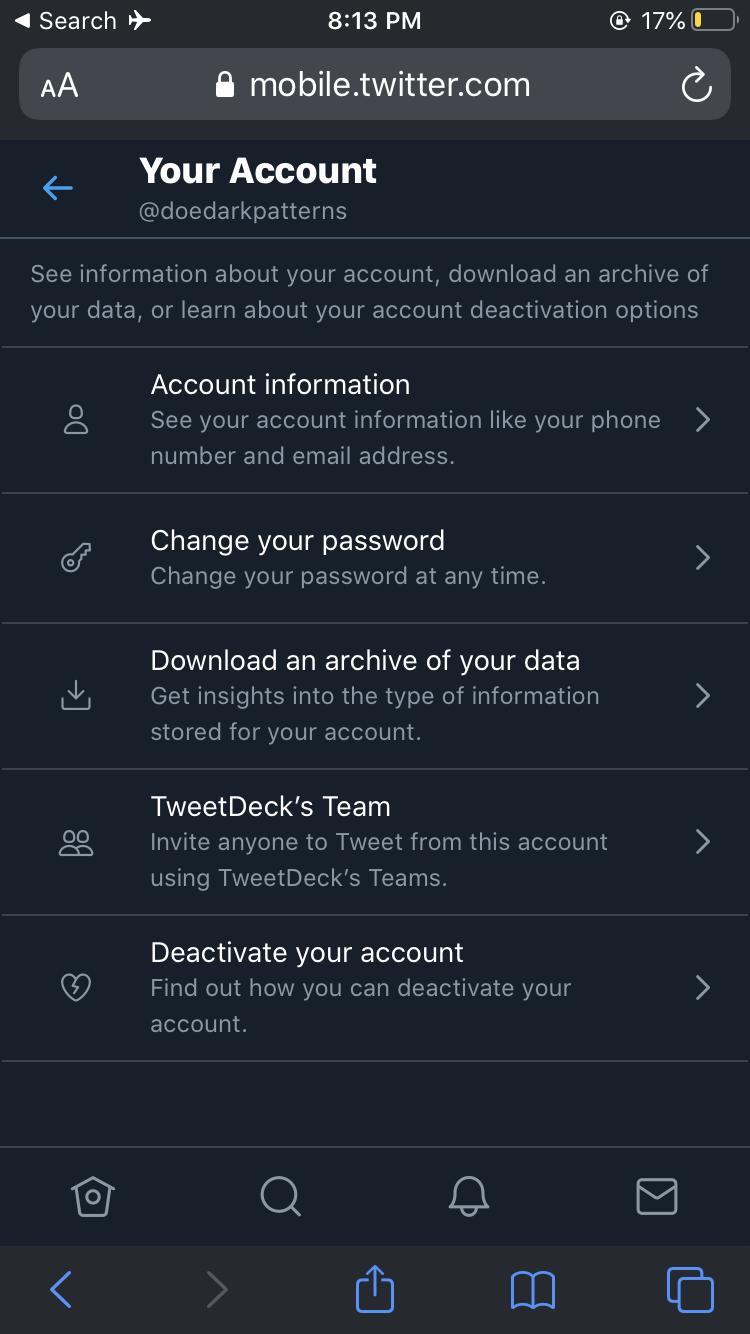 Search
8:13 PM
17%
AA
mobile.twitter.com
Your Account
@doedarkpatterns
See information about your account, download an archive of
your data, or learn about your account deactivation options
Account information
See your account information like your phone
number and email address.
Change your password
Change your password at any time.
Download an archive of your data
Get insights into the type of information
stored for your account.
TweetDeck’s Team
Invite anyone to Tweet from this account
using TweetDeck’s Teams.
Deactivate your account
Find out how you can deactivate your
account.